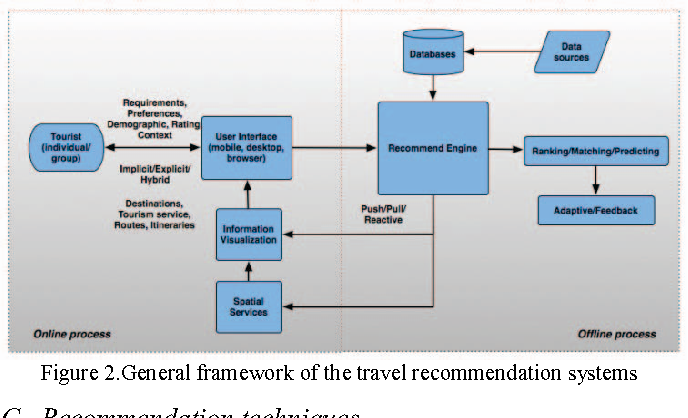 Databases
Data
sources
Requirements,
Preferences,
Demographic, Rating
Context
Tourist
(individual/
group)
User Interface
(mobile, desktop,
browser)
Recommend Engine
Ranking/Matching/Predicting
Implicit/Explicit/
Hybrid
Destinations,
Tourism service,
Routes, Itineraries
Push/Pull/
Reactive
Adaptive/Feedback
Information
Visualization
Spatial
Services
Online process
Offline process
Figure 2.General framework of the travel recommendation systems
C. Recommendation techniques